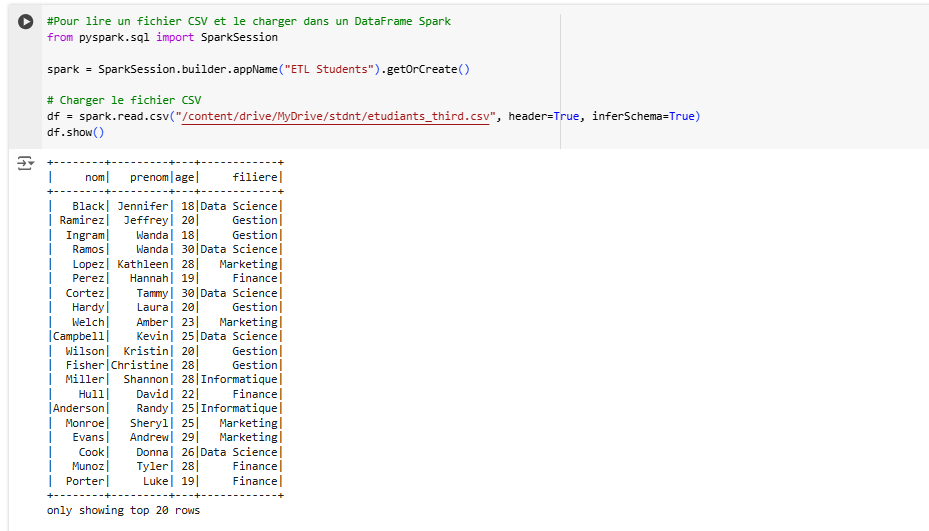 #Pour lire un fichier CSV et le charger dans un DataFrame Spark
from pyspark.sql import SparkSession
spark = SparkSession.builder.appName("ETL Students").getOrCreate()
# Charger le fichier CSV
df = spark.read.csv("/content/drive/MyDrive/stdnt/etudiants_third.csv", header=True, inferSchema=True)
df.show()
+--------+---------+---+------------+
|     nom|   prenom|age|     filiere|
+--------+---------+---+------------+
|   Black| Jennifer| 18|Data Science|
| Ramirez|  Jeffrey| 20|     Gestion|
|  Ingram|    Wanda| 18|     Gestion|
|   Ramos|    Wanda| 30|Data Science|
|   Lopez| Kathleen| 28|   Marketing|
|   Perez|   Hannah| 19|     Finance|
|  Cortez|    Tammy| 30|Data Science|
|   Hardy|    Laura| 20|     Gestion|
|   Welch|    Amber| 23|   Marketing|
|Campbell|    Kevin| 25|Data Science|
|  Wilson|  Kristin| 20|     Gestion|
|  Fisher|Christine| 28|     Gestion|
|  Miller|  Shannon| 28|Informatique|
|    Hull|    David| 22|     Finance|
|Anderson|    Randy| 25|Informatique|
|  Monroe|   Sheryl| 25|   Marketing|
|   Evans|   Andrew| 29|   Marketing|
|    Cook|    Donna| 26|Data Science|
|   Munoz|    Tyler| 28|     Finance|
|  Porter|     Luke| 19|     Finance|
+--------+---------+---+------------+
only showing top 20 rows